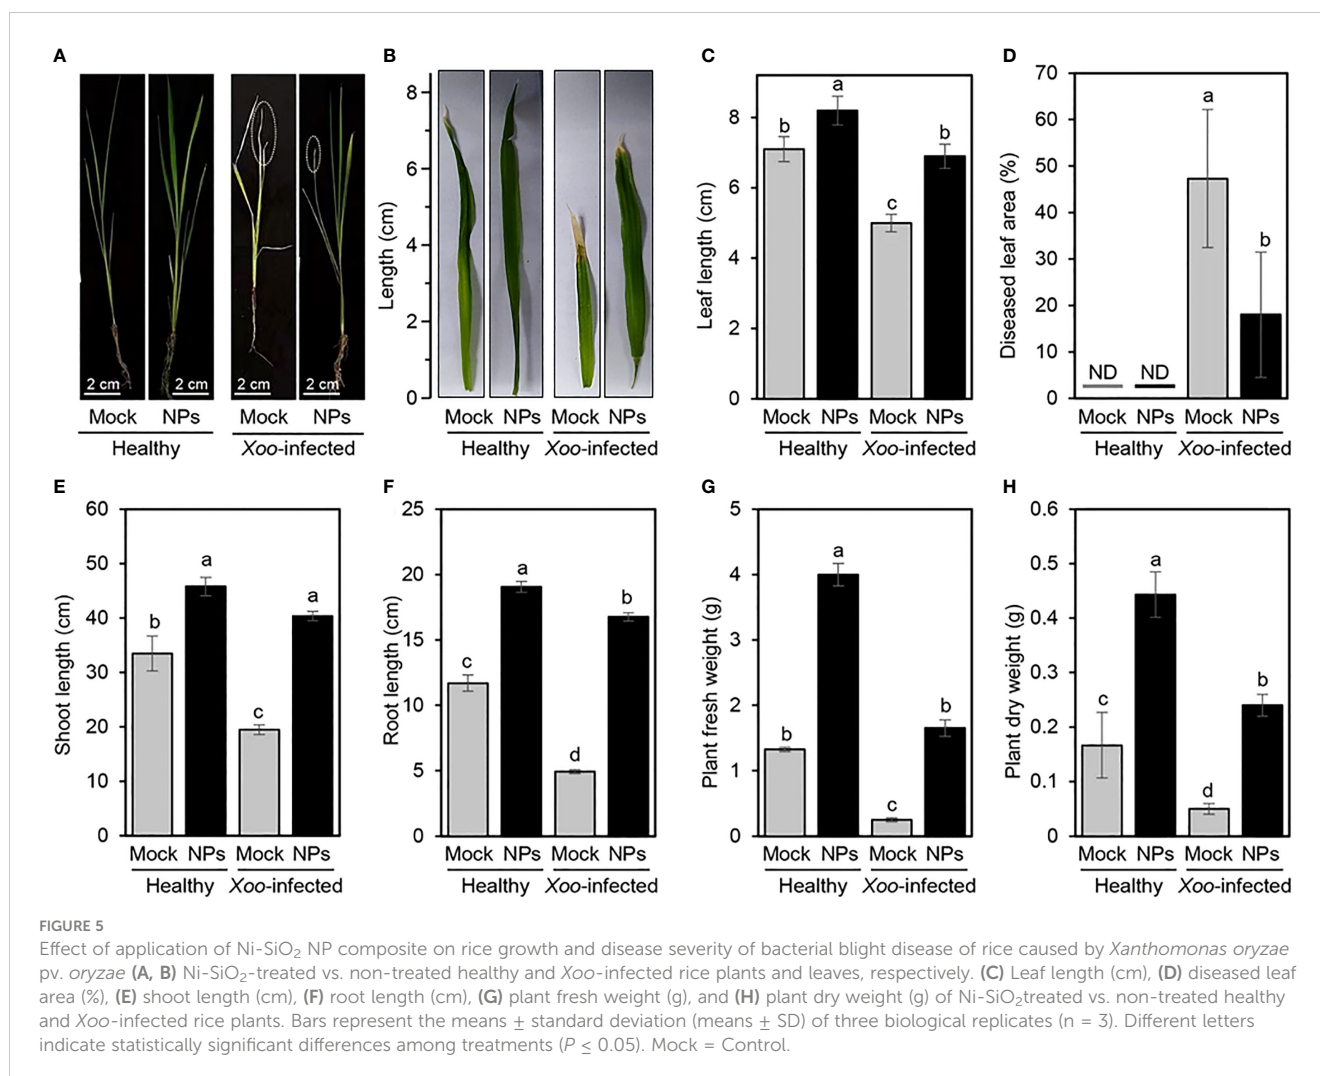 A
B
C
D
2 cm
2 cm
2 cm
2 cm
Mock NPs Mock NPs
Healthy Xoo-infected
Length (cm)
8
6
4
2
0
Mock NPs Mock NPs
Healthy Xoo-infected
Leaf length (cm)
8
6
4
2
0
b
a
c
b
Mock NPs Mock NPs
Healthy Xoo-infected
Diseased leaf area (%)
70
60
50
40
30
20
10
0
ND
ND
a
b
Mock NPs Mock NPs
Healthy Xoo-infected
E
F
G
H
Shoot length (cm)
60
50
40
30
20
10
0
b
a
c
a
Mock NPs Mock NPs
Healthy Xoo-infected
Root length (cm)
25
20
15
10
5
0
c
a
d
b
Mock NPs Mock NPs
Healthy Xoo-infected
Plant fresh weight (g)
5
4
3
2
1
0
b
a
c
b
Mock NPs Mock NPs
Healthy Xoo-infected
Plant dry weight (g)
0.6
0.5
0.4
0.3
0.2
0.1
0
c
a
d
b
Mock NPs Mock NPs
Healthy Xoo-infected
FIGURE 5
Effect of application of Ni-SiO₂ NP composite on rice growth and disease severity of bacterial blight disease of rice caused by Xanthomonas oryzae
pv. oryzae (A, B) Ni-SiO₂-treated vs. non-treated healthy and Xoo-infected rice plants and leaves, respectively. (C) Leaf length (cm), (D) diseased leaf
area (%), (E) shoot length (cm), (F) root length (cm), (G) plant fresh weight (g), and (H) plant dry weight (g) of Ni-SiO₂treated vs. non-treated healthy
and Xoo-infected rice plants. Bars represent the means ± standard deviation (means ± SD) of three biological replicates (n = 3). Different letters
indicate statistically significant differences among treatments (P ≤ 0.05). Mock = Control.